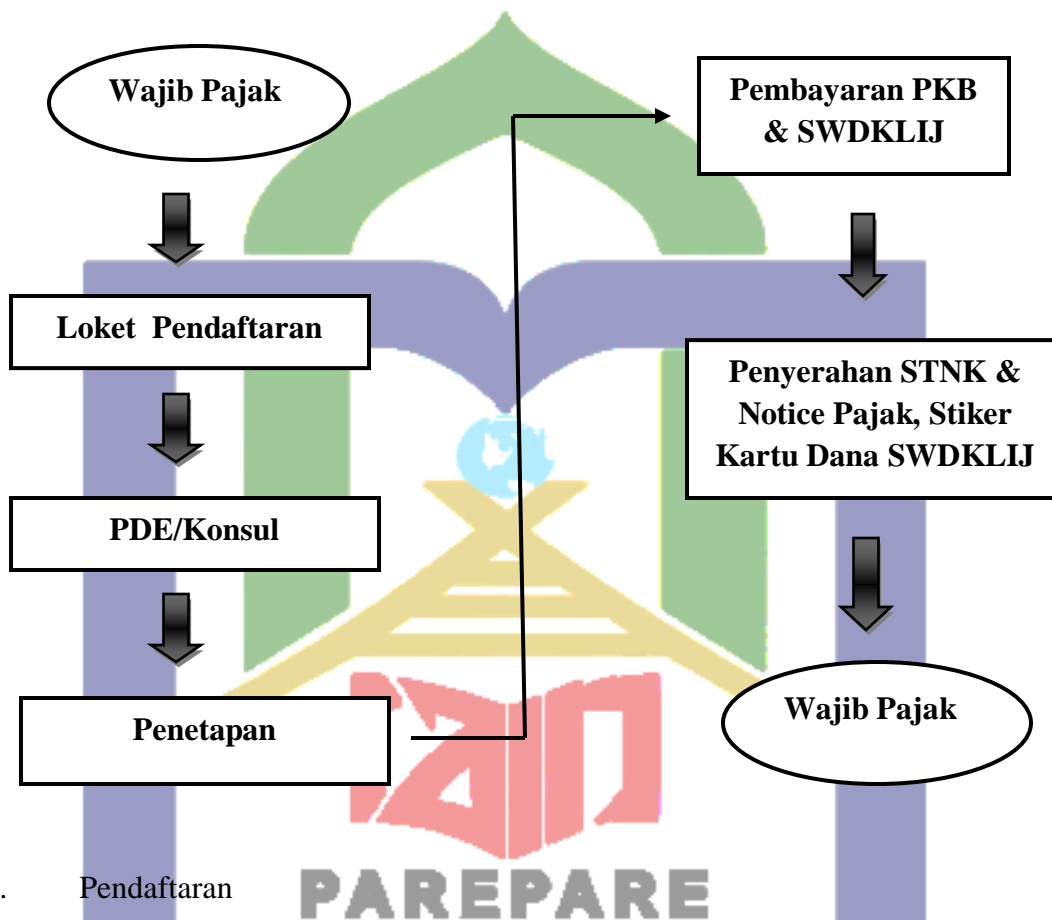 Wajib Pajak
Loket Pendaftaran
PDE/Konsul
Penetapan
Pembayaran PKB
& SWDKLIJ
Penyerahan STNK &
Notice Pajak, Stiker
Kartu Dana SWDKLIJ
Wajib Pajak
. Pendaftaran
PAREPARE